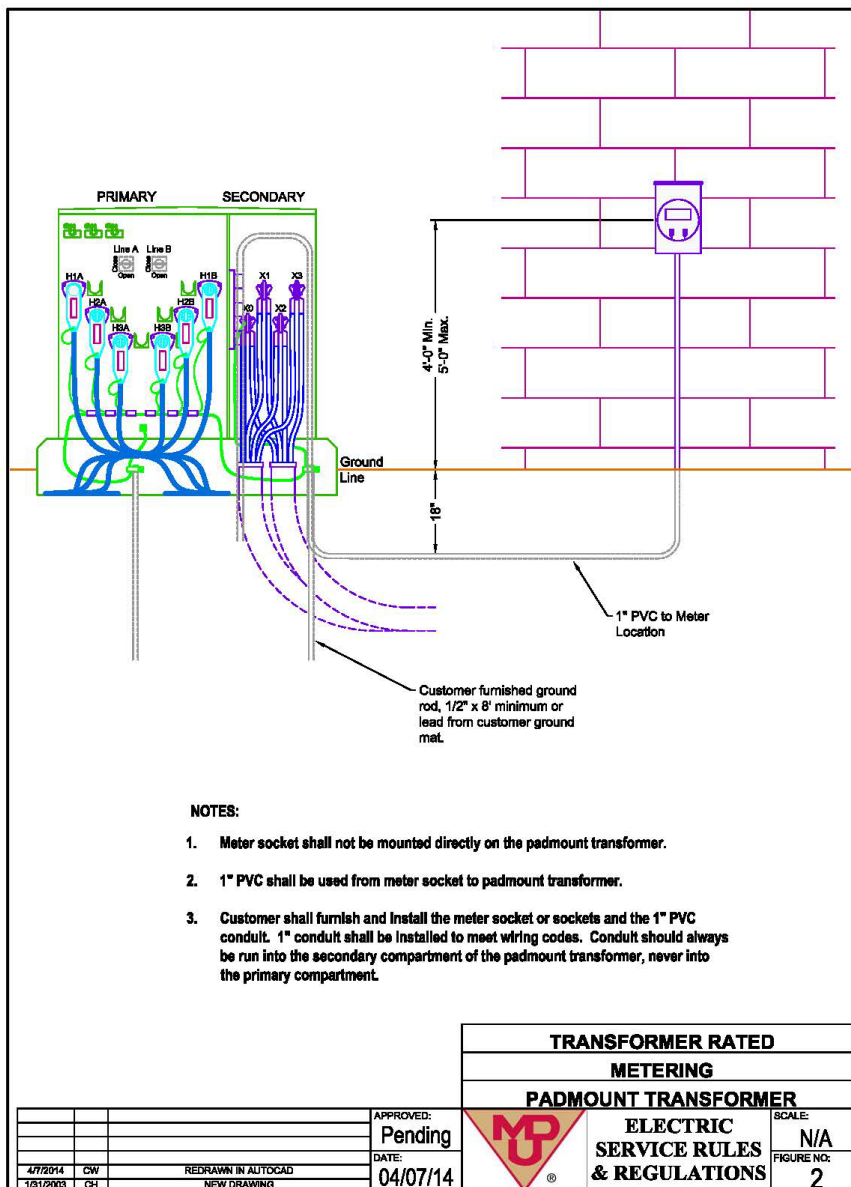 PRIMARY SECONDARY
Line A Line B
Close
Open
Close
Open
H1A H1B
H2A H2B
H3A H3B
X1 X3
X0 X2
4'-0" Min.
5'-0" Max.
Ground
Line
18"
1" PVC to Meter
Location
Customer furnished ground
rod, 1/2" x 8' minimum or
lead from customer ground
mat.
NOTES:
1. Meter socket shall not be mounted directly on the padmount transformer.
2. 1" PVC shall be used from meter socket to padmount transformer.
3. Customer shall furnish and install the meter socket or sockets and the 1" PVC
conduit. 1" conduit shall be installed to meet wiring codes. Conduit should always
be run into the secondary compartment of the padmount transformer, never into
the primary compartment.
TRANSFORMER RATED
METERING
PADMOUNT TRANSFORMER
4/7/2014 CW REDRAWN IN AUTOCAD
1/31/2003 CH NEW DRAWING
APPROVED:
Pending
DATE:
04/07/14
MPU
®
ELECTRIC
SERVICE RULES
& REGULATIONS
SCALE:
N/A
FIGURE NO:
2